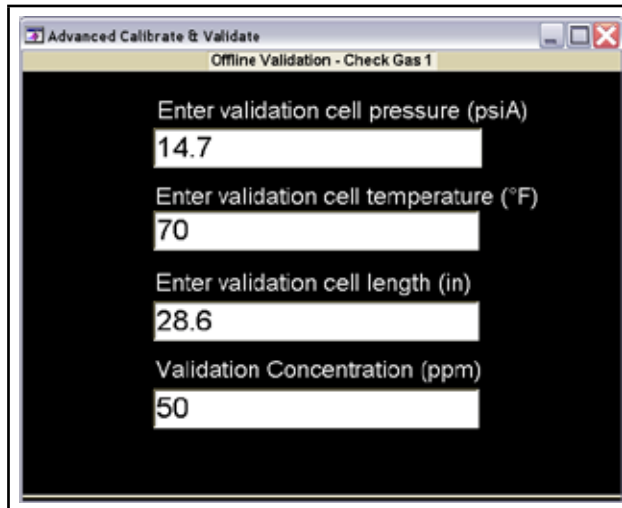 Advanced Calibrate & Validate
Offline Validation - Check Gas 1
Enter validation cell pressure (psiA)
14.7
Enter validation cell temperature (°F)
70
Enter validation cell length (in)
28.6
Validation Concentration (ppm)
50